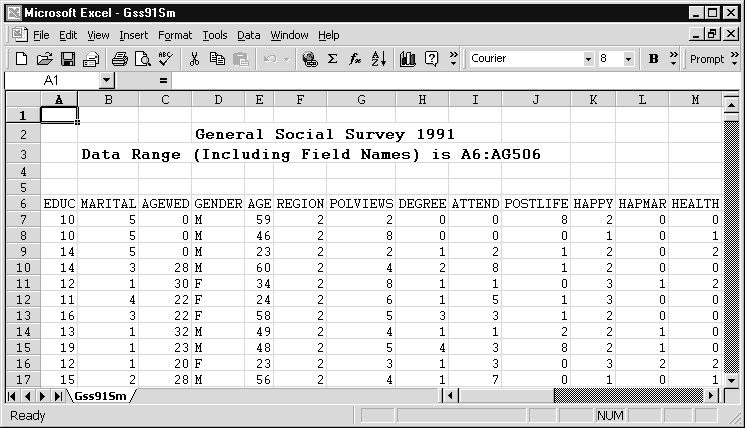 Microsoft Excel - Gss91Sm
File Edit View Insert Format Tools Data Window Help
ABC Σ fx A Z Courier 8 B » Prompt »
A1 =
A B C D E F G H I J K L M
1
2 General Social Survey 1991
3 Data Range (Including Field Names) is A6:AG506
4
5
6 EDUC MARITAL AGEWED GENDER AGE REGION POLVIEWS DEGREE ATTEND POSTLIFE HAPPY HAPMAR HEALTH
7 10 5 0 M 59 2 2 0 0 8 2 0 0
8 10 5 0 M 46 2 8 0 0 0 1 0 1
9 14 5 0 M 23 2 2 1 2 1 2 0 2
10 14 3 28 M 60 2 4 2 8 1 2 0 0
11 12 1 30 F 34 2 8 1 1 0 3 1 2
12 11 4 22 F 24 2 6 1 5 1 3 0 0
13 16 3 22 F 58 2 5 3 3 1 2 0 0
14 13 1 32 M 49 2 4 1 1 2 2 1 0
15 19 1 23 M 48 2 5 4 3 8 2 1 0
16 12 1 20 F 23 2 3 1 3 0 3 2 2
17 15 2 28 M 56 2 4 1 7 0 1 0 1
Gss91Sm
Ready NUM